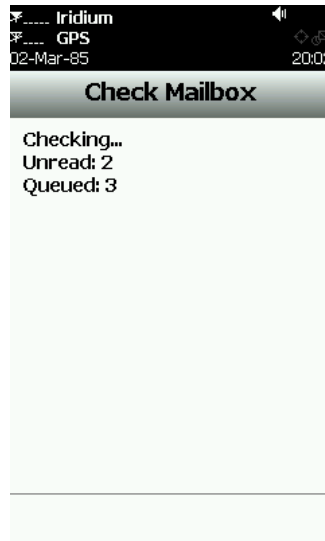 Iridium
GPS
02-Mar-85
Check Mailbox
Checking...
Unread: 2
Queued: 3